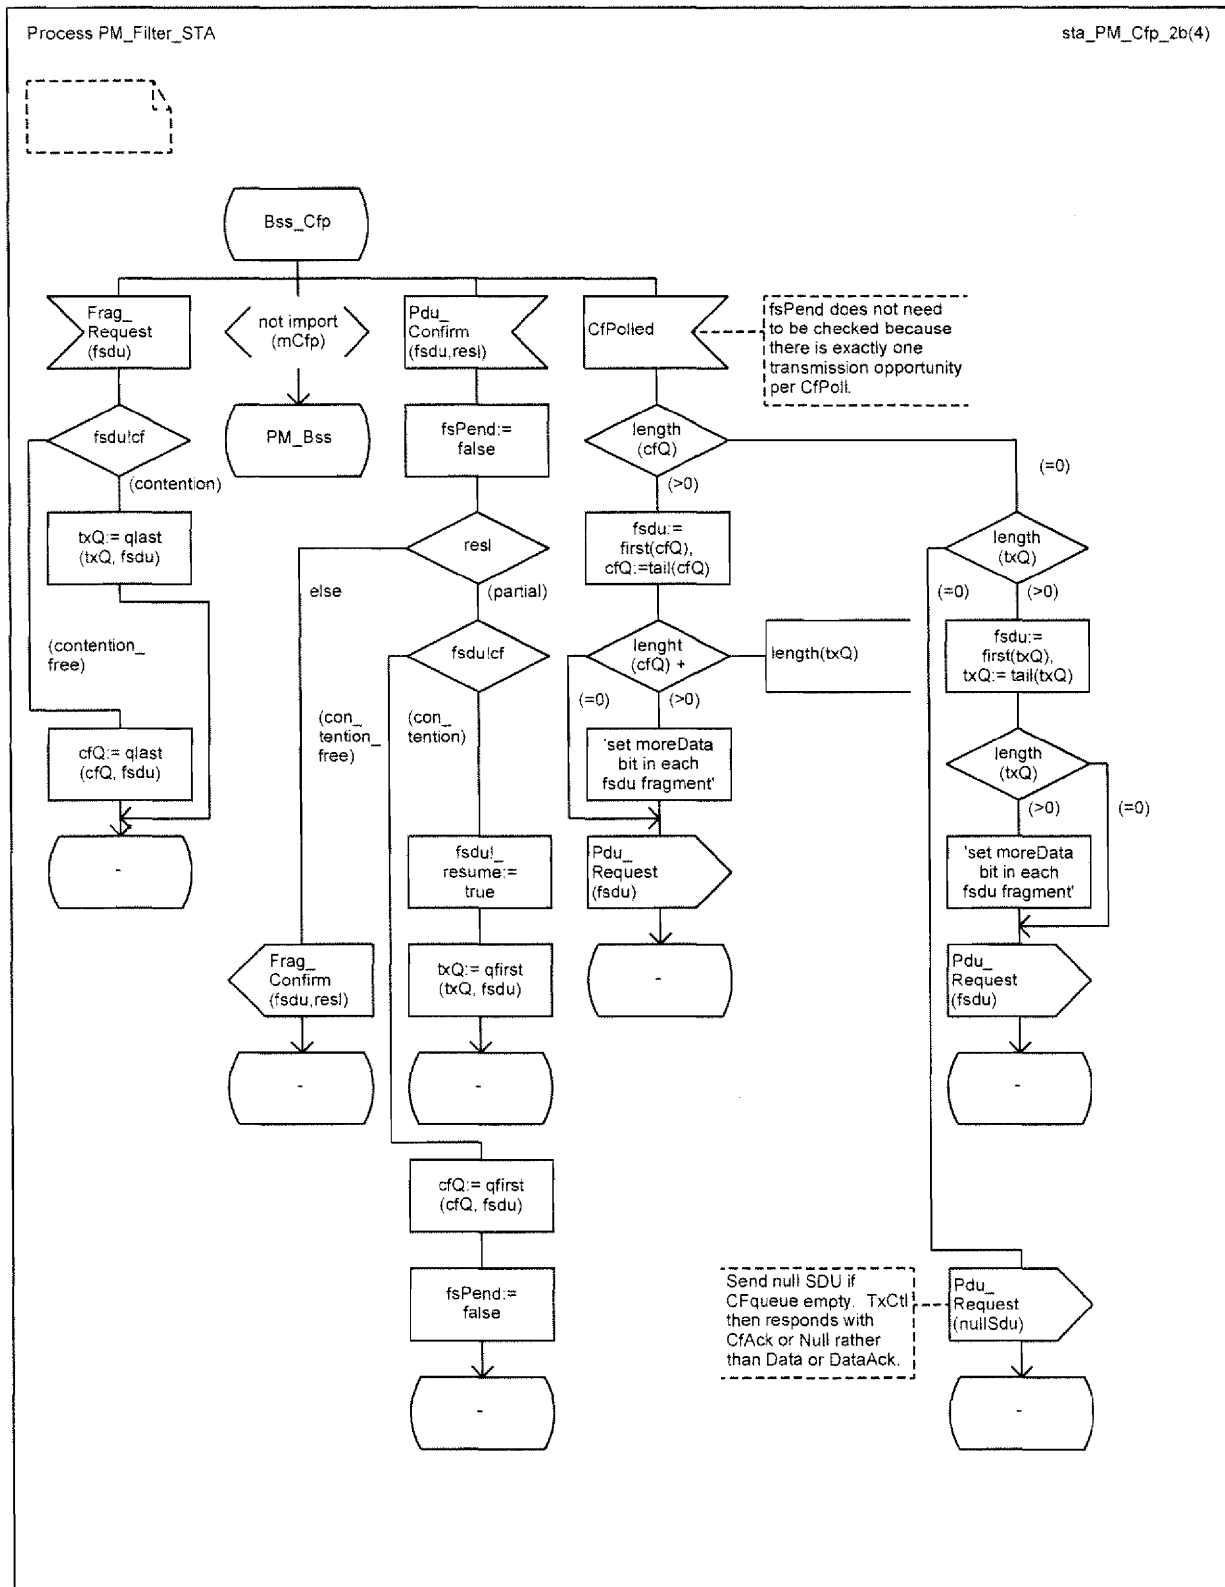 Process PM_Filter_STA
sta_PM_Cfp_2b(4)
Bss_Cfp
Frag_
Request
(fsdu)
not import
(mCfp)
Pdu_
Confirm
(fsdu,resl)
CfPolled
fsPend does not need
to be checked because
there is exactly one
transmission opportunity
per CfPoll.
fsdu!cf
PM_Bss
fsPend:=
false
length
(cfQ)
(=0)
(contention)
(>0)
txQ:= qlast
(txQ, fsdu)
resl
fsdu:=
first(cfQ),
cfQ:=tail(cfQ)
length
(txQ)
else
(partial)
(=0)
(>0)
(contention_
free)
fsdu!cf
lenght
(cfQ) +
length(txQ)
fsdu:=
first(txQ),
txQ:= tail(txQ)
(con_
tention_
free)
(con_
tention)
(=0)
(>0)
cfQ:= qlast
(cfQ, fsdu)
'set moreData
bit in each
fsdu fragment'
length
(txQ)
(>0)
(=0)
-
fsdu!_
resume:=
true
Pdu_
Request
(fsdu)
'set moreData
bit in each
fsdu fragment'
Frag_
Confirm
(fsdu,resl)
txQ:= qfirst
(txQ, fsdu)
-
Pdu_
Request
(fsdu)
-
-
-
cfQ:= qfirst
(cfQ, fsdu)
fsPend:=
false
Send null SDU if
CFqueue empty. TxCtl
then responds with
CfAck or Null rather
than Data or DataAck.
Pdu_
Request
(nullSdu)
-
-